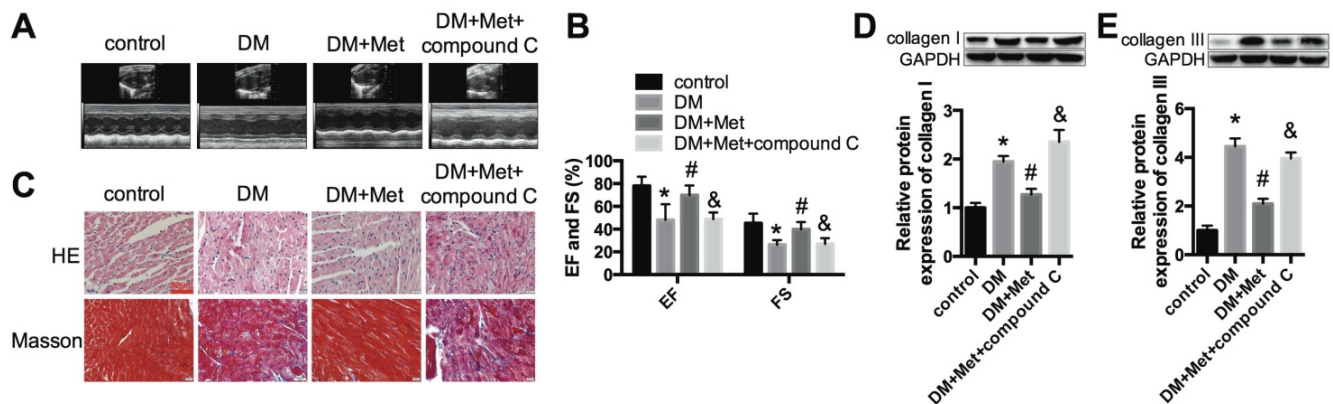 A
control
DM
DM+Met
DM+Met+
compound C
B
control
DM
DM+Met
DM+Met+compound C
EF and FS (%)
100
80
60
40
20
0
*
#
&
*
#
&
EF
FS
C
control
DM
DM+Met
DM+Met+
compound C
HE
Masson
D
collagen I
GAPDH
Relative protein
expression of collagen I
3
2
1
0
*
#
&
control
DM
DM+Met
DM+Met+compound C
E
collagen III
GAPDH
Relative protein
expression of collagen III
6
4
2
0
*
#
&
control
DM
DM+Met
DM+Met+compound C